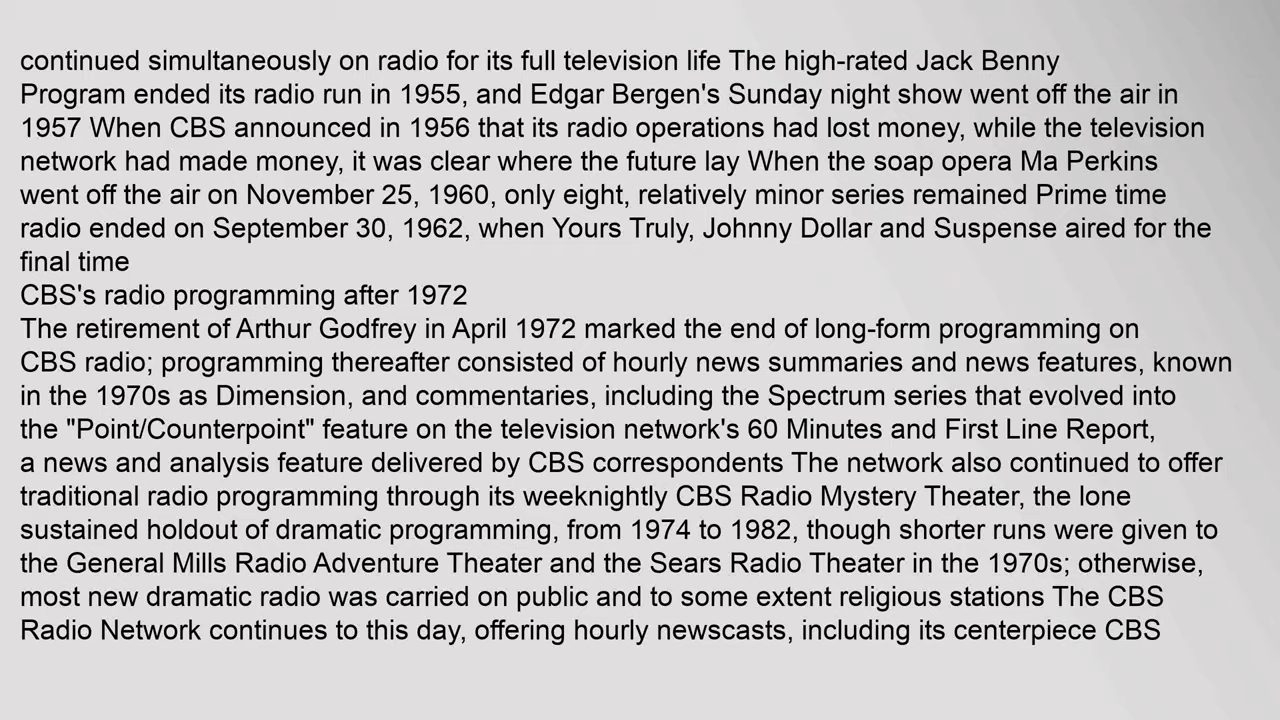 continued simultaneously on radio for its full television life The high-rated Jack Benny
Program ended its radio run in 1955, and Edgar Bergen's Sunday night show went off the air in
1957 When CBS announced in 1956 that its radio operations had lost money, while the television
network had made money, it was clear where the future lay When the soap opera Ma Perkins
went off the air on November 25, 1960, only eight, relatively minor series remained Prime time
radio ended on September 30, 1962, when Yours Truly, Johnny Dollar and Suspense aired for the
final time
CBS's radio programming after 1972
The retirement of Arthur Godfrey in April 1972 marked the end of long-form programming on
CBS radio; programming thereafter consisted of hourly news summaries and news features, known
in the 1970s as Dimension, and commentaries, including the Spectrum series that evolved into
the "Point/Counterpoint" feature on the television network's 60 Minutes and First Line Report,
a news and analysis feature delivered by CBS correspondents The network also continued to offer
traditional radio programming through its weeknightly CBS Radio Mystery Theater, the lone
sustained holdout of dramatic programming, from 1974 to 1982, though shorter runs were given to
the General Mills Radio Adventure Theater and the Sears Radio Theater in the 1970s; otherwise,
most new dramatic radio was carried on public and to some extent religious stations The CBS
Radio Network continues to this day, offering hourly newscasts, including its centerpiece CBS